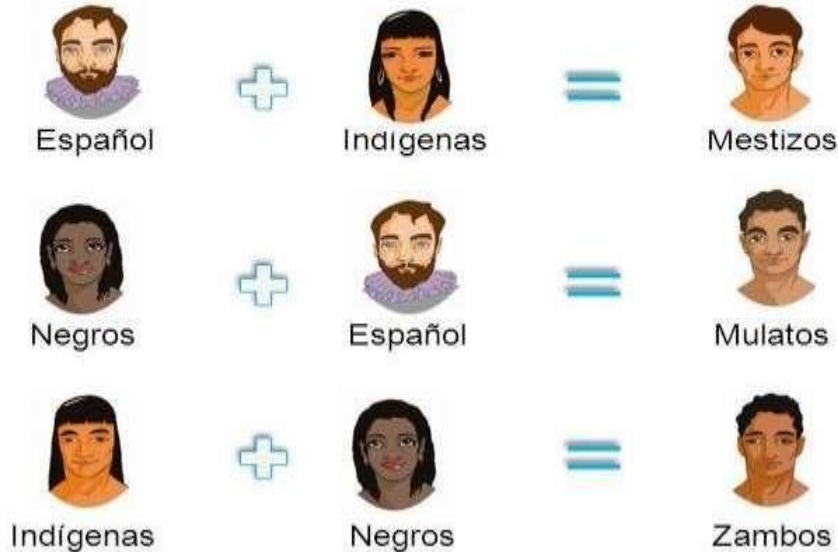 Español Indígenas Mestizos
Negros Español Mulatos
Indígenas Negros Zambos